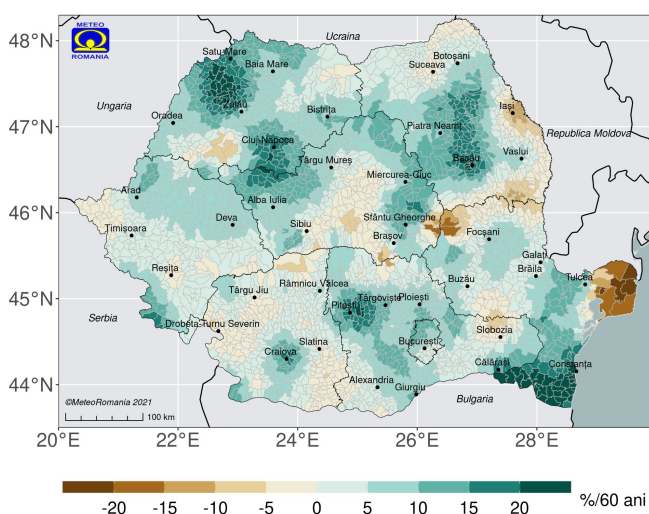 METEO
ROMANIA
Ucraina
Ungaria
Republica Moldova
Serbia
Bulgaria
Satu-Mare
Baia Mare
Botoșani
Suceava
Zalău
Oradea
Bistrița
Iași
Piatra Neamț
Cluj-Napoca
Târgu Mureș
Bacău
Vaslui
Miercurea-Ciuc
Arad
Alba Iulia
Deva
Sibiu
Sfântu Gheorghe
Timișoara
Brașov
Focșani
Reșița
Galați
Brăila
Tulcea
Râmnicu Vâlcea
Târgu Jiu
Buzău
Pitești
Târgoviște
Ploiești
Drobeta-Turnu Severin
Slatina
Slobozia
București
Craiova
Călărași
Constanța
Alexandria
Giurgiu
©MeteoRomania 2021
100 km
48°N
47°N
46°N
45°N
44°N
20°E 22°E 24°E 26°E 28°E
-20 -15 -10 -5 0 5 10 15 20 %/60 ani